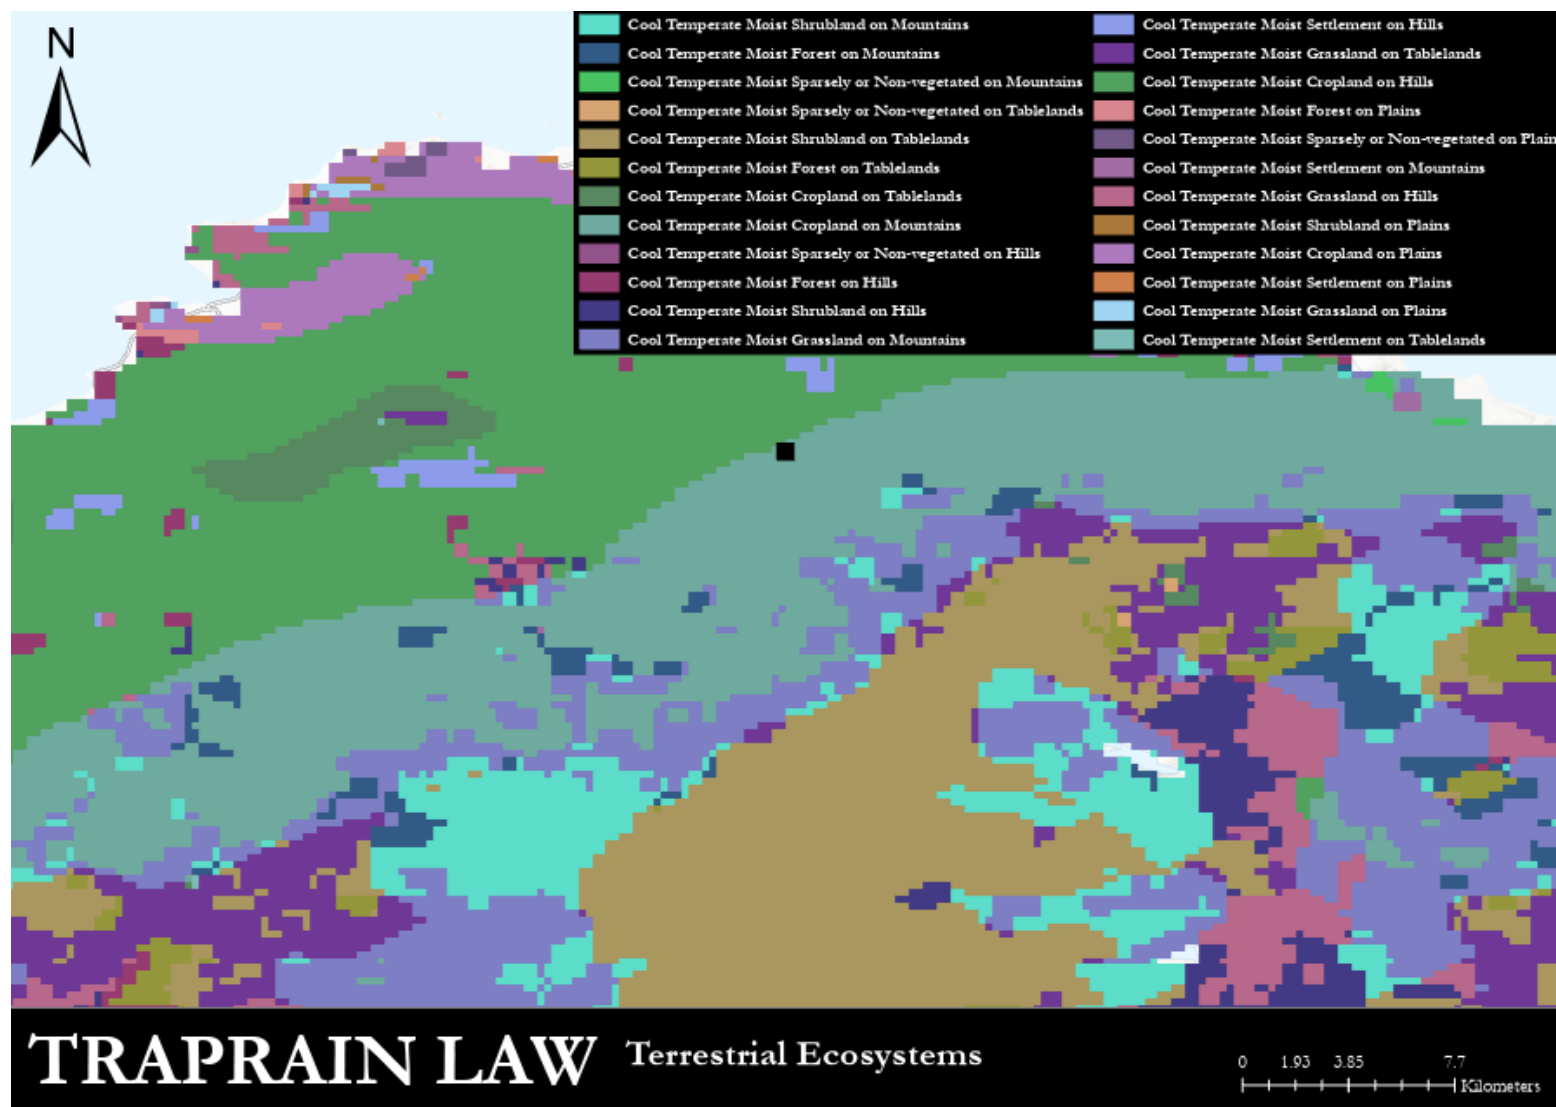 N
Cool Temperate Moist Shrubland on Mountains
Cool Temperate Moist Forest on Mountains
Cool Temperate Moist Sparsely or Non-vegetated on Mountains
Cool Temperate Moist Sparsely or Non-vegetated on Tablelands
Cool Temperate Moist Shrubland on Tablelands
Cool Temperate Moist Forest on Tablelands
Cool Temperate Moist Cropland on Tablelands
Cool Temperate Moist Cropland on Mountains
Cool Temperate Moist Sparsely or Non-vegetated on Hills
Cool Temperate Moist Forest on Hills
Cool Temperate Moist Shrubland on Hills
Cool Temperate Moist Grassland on Mountains
Cool Temperate Moist Settlement on Hills
Cool Temperate Moist Grassland on Tablelands
Cool Temperate Moist Cropland on Hills
Cool Temperate Moist Forest on Plains
Cool Temperate Moist Sparsely or Non-vegetated on Plain
Cool Temperate Moist Settlement on Mountains
Cool Temperate Moist Grassland on Hills
Cool Temperate Moist Shrubland on Plains
Cool Temperate Moist Cropland on Plains
Cool Temperate Moist Settlement on Plains
Cool Temperate Moist Grassland on Plains
Cool Temperate Moist Settlement on Tablelands
TRAPRAIN LAW Terrestrial Ecosystems
0 1.93 3.85 7.7
Kilometers